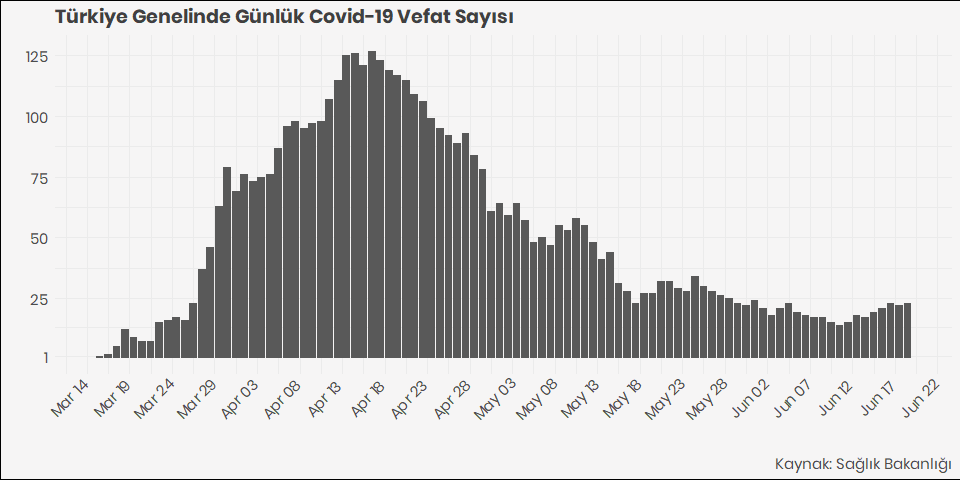 Türkiye Genelinde Günlük Covid-19 Vefat Sayısı
125
100
75
50
25
1
Mar 14
Mar 19
Mar 24
Mar 29
Apr 03
Apr 08
Apr 13
Apr 18
Apr 23
Apr 28
May 03
May 08
May 13
May 18
May 23
May 28
Jun 02
Jun 07
Jun 12
Jun 17
Jun 22
Kaynak: Sağlık Bakanlığı